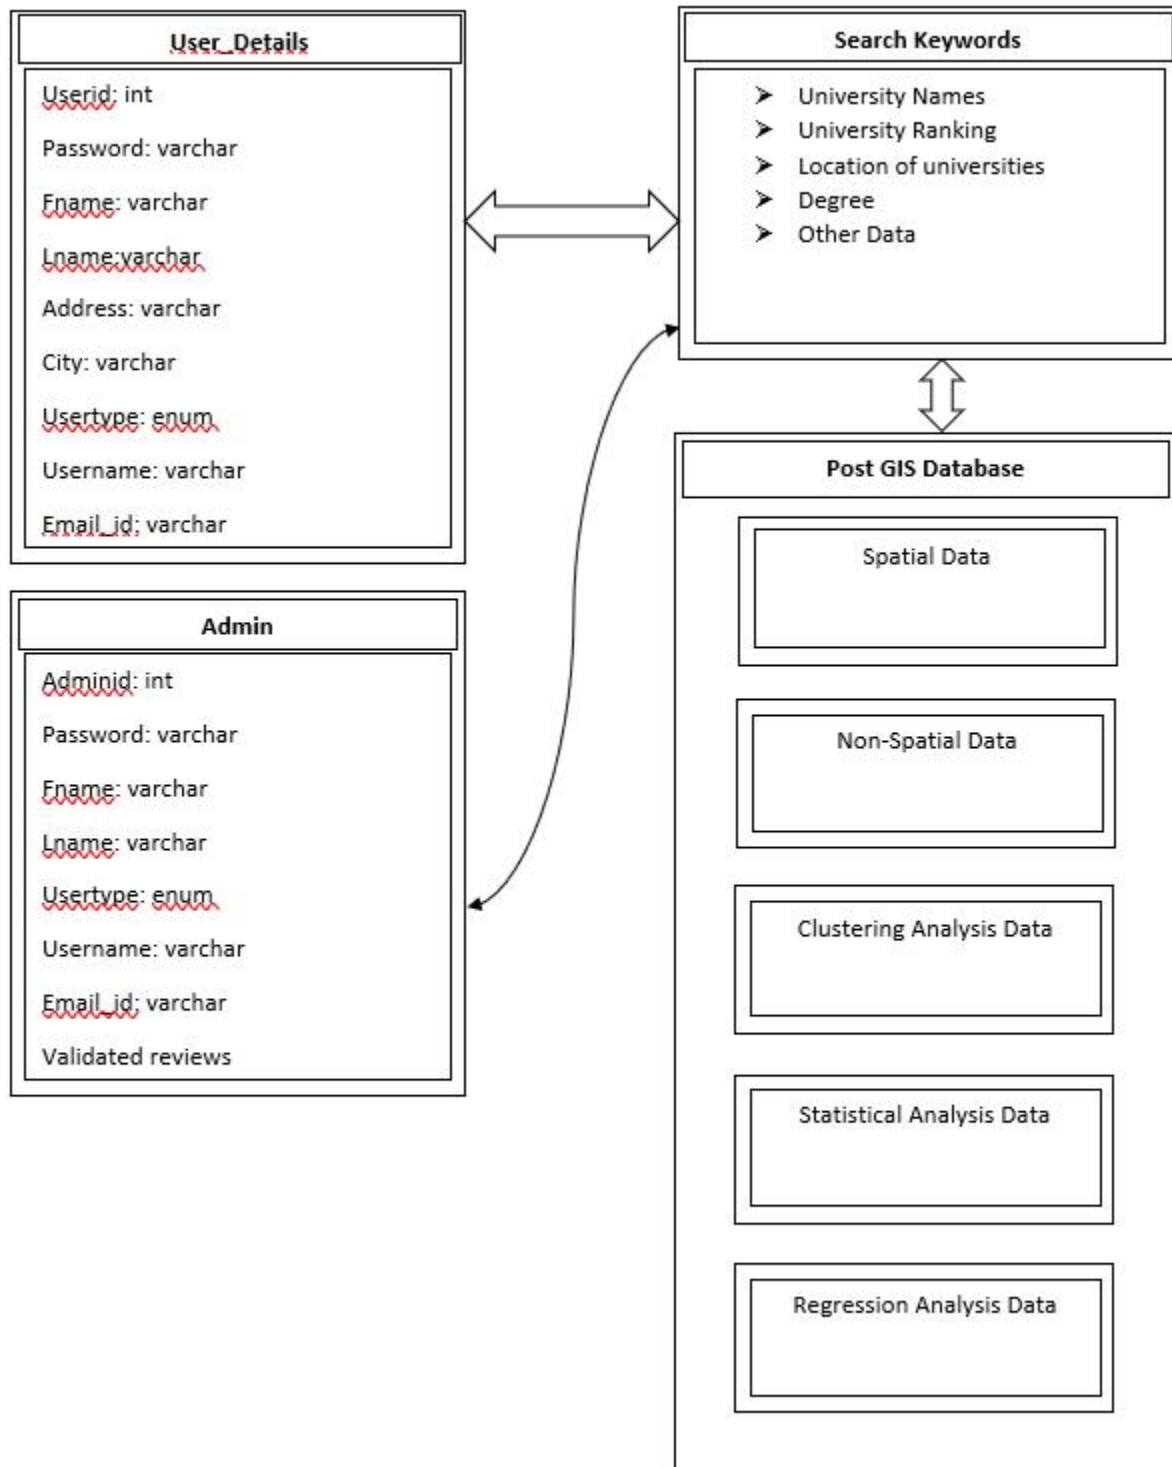 User_Details
Userid: int
Password: varchar
Fname: varchar
Lname:varchar
Address: varchar
City: varchar
Usertype: enum
Username: varchar
Email_id: varchar
Admin
Adminid: int
Password: varchar
Fname: varchar
Lname: varchar
Usertype: enum
Username: varchar
Email_id: varchar
Validated reviews
Search Keywords
➢ University Names
➢ University Ranking
➢ Location of universities
➢ Degree
➢ Other Data
Post GIS Database
Spatial Data
Non-Spatial Data
Clustering Analysis Data
Statistical Analysis Data
Regression Analysis Data